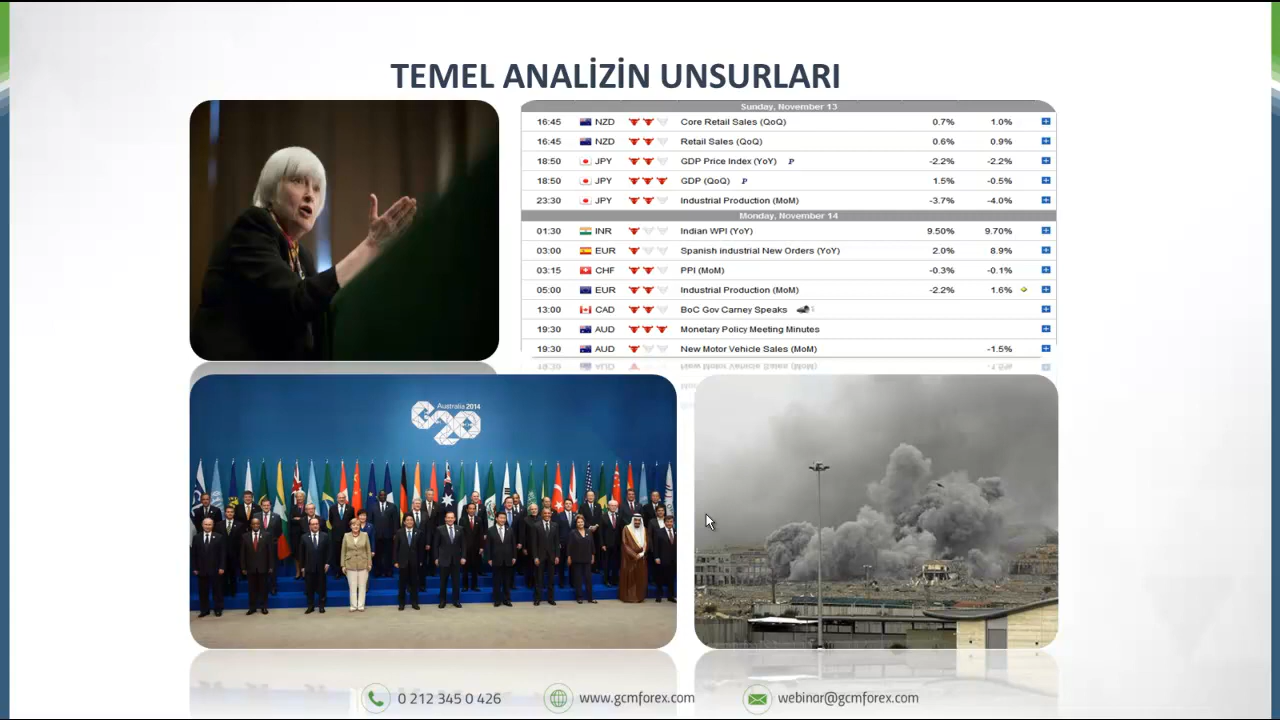 TEMEL ANALİZİN UNSURLARI
Sunday, November 13
16:45 NZD Core Retail Sales (QoQ) 0.7% 1.0%
16:45 NZD Retail Sales (QoQ) 0.6% 0.9%
18:50 JPY GDP Price Index (YoY) P -2.2% -2.2%
18:50 JPY GDP (QoQ) P 1.5% -0.5%
23:30 JPY Industrial Production (MoM) -3.7% -4.0%
Monday, November 14
01:30 INR Indian WPI (YoY) 9.50% 9.70%
03:00 EUR Spanish industrial New Orders (YoY) 2.0% 8.9%
03:15 CHF PPI (MoM) -0.3% -0.1%
05:00 EUR Industrial Production (MoM) -2.2% 1.6%
13:00 CAD BoC Gov Carney Speaks
19:30 AUD Monetary Policy Meeting Minutes
19:30 AUD New Motor Vehicle Sales (MoM) -1.5%
Australia 2014
G20
0 212 345 0 426 www.gcmforex.com webinar@gcmforex.com